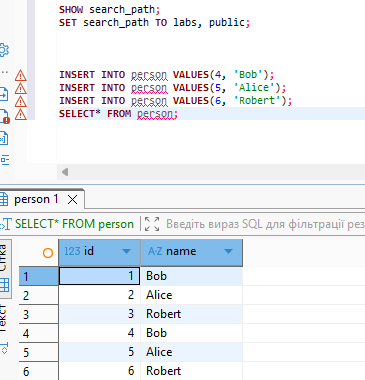 SHOW search_path;
SET search_path TO labs, public;
INSERT INTO person VALUES(4, 'Bob');
INSERT INTO person VALUES(5, 'Alice');
INSERT INTO person VALUES(6, 'Robert');
SELECT* FROM person;
person 1
SELECT* FROM person Введіть вираз SQL для фільтрації рез
Сітка
Текст
123 id A-Z name
1 1 Bob
2 2 Alice
3 3 Robert
4 4 Bob
5 5 Alice
6 6 Robert